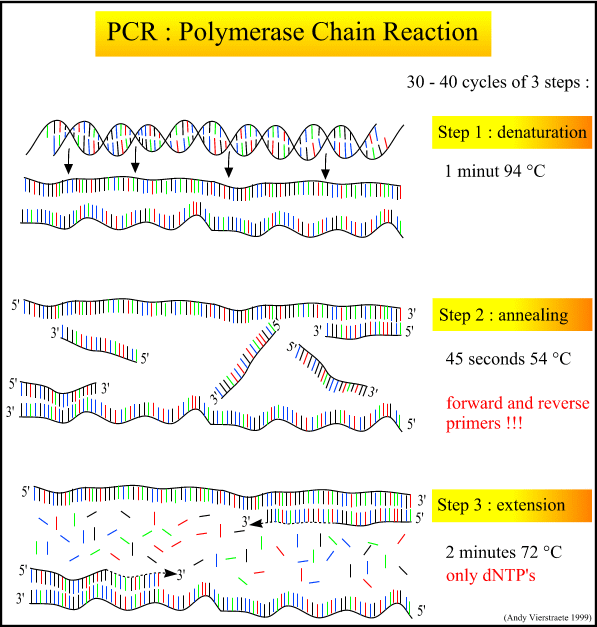 PCR : Polymerase Chain Reaction
30 - 40 cycles of 3 steps :
Step 1 : denaturation
1 minut 94 °C
5'
3'
Step 2 : annealing
3'
5'
5'
3'
5'
45 seconds 54 °C
5'
3'
5'
3'
3'
3'
forward and reverse
primers !!!
5'
5'
3'
Step 3 : extension
3'
5'
2 minutes 72 °C
5'
3'
only dNTP's
3'
5'
(Andy Vierstraete 1999)